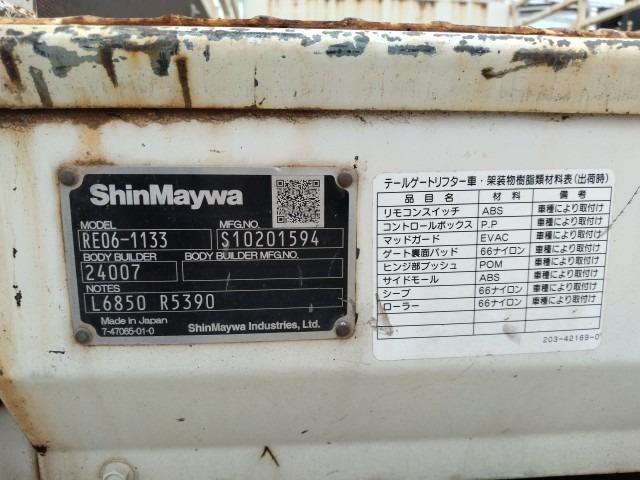 ShinMaywa
MODEL MFG.NO.
RE06-1133 S10201594
BODY BUILDER BODY BUILDER MFG.NO.
24007
NOTES
L6850 R5390
Made in Japan
7-47065-01-0 ShinMaywa Industries, Ltd.
テールゲートリフター車・架装物樹脂類材料表(出荷時)
品名 材料 備考
リモコンスイッチ ABS 車種により取付け
コントロールボックス P.P 車種により取付け
マッドガード EVAC 車種により取付け
ゲート裏面パッド 66ナイロン 車種により取付け
ヒンジ部ブッシュ POM 車種により取付け
サイドモール ABS 車種により取付け
シーブ 66ナイロン 車種により取付け
ローラー 66ナイロン 車種により取付け
203-42169-0